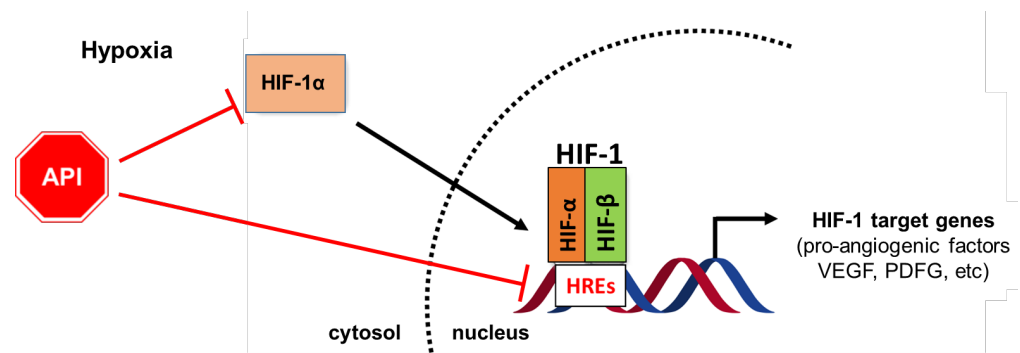 Hypoxia
HIF-1α
API
HIF-1
HIF-α
HIF-β
HREs
HIF-1 target genes
(pro-angiogenic factors
VEGF, PDFG, etc)
cytosol
nucleus